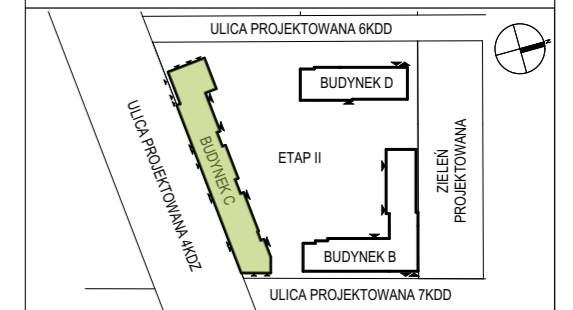 ULICA PROJEKTOWANA 6KDD
N
BUDYNEK D
ULICA PROJEKTOWANA 4KDZ
BUDYNEK C
ETAP II
ZIELEŃ
PROJEKTOWANA
BUDYNEK B
ULICA PROJEKTOWANA 7KDD